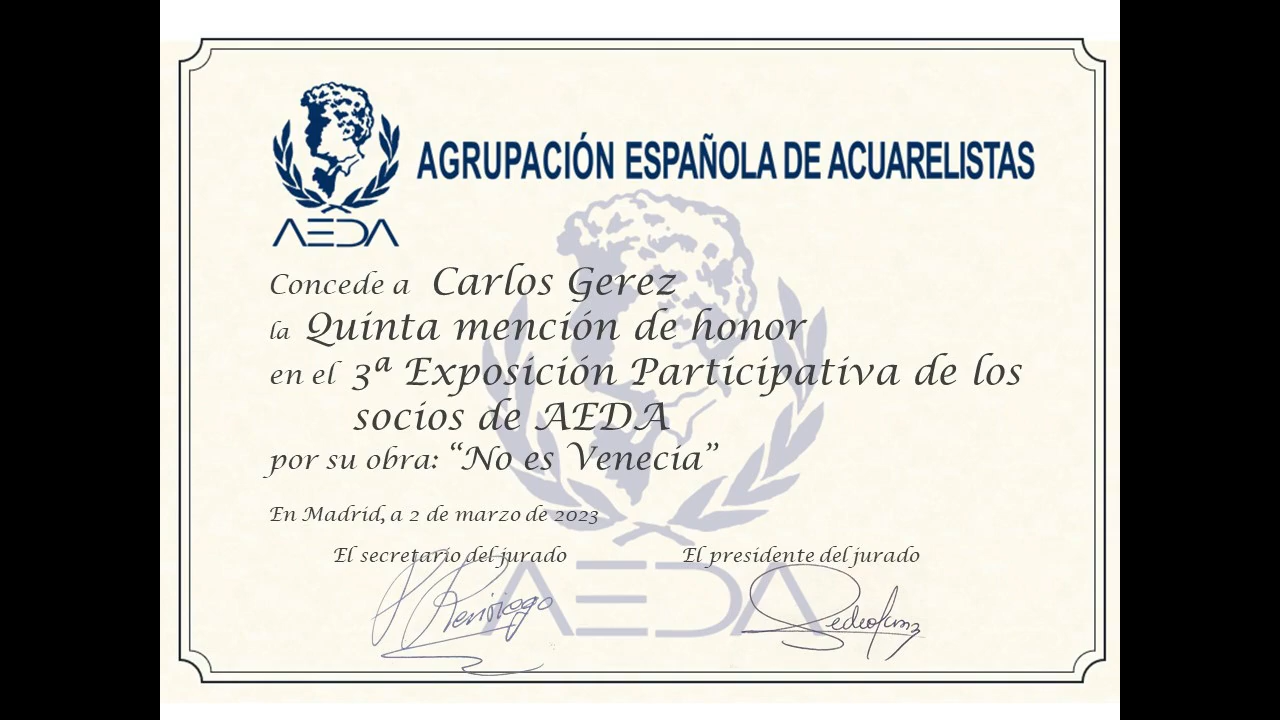 AGRUPACIÓN ESPAÑOLA DE ACUARELISTAS
AEDA
Concede a Carlos Gerez
la Quinta mención de honor
en el 3ª Exposición Participativa de los
socios de AEDA
por su obra: “No es Venecia”
En Madrid, a 2 de marzo de 2023
El secretario del jurado El presidente del jurado
AEDA